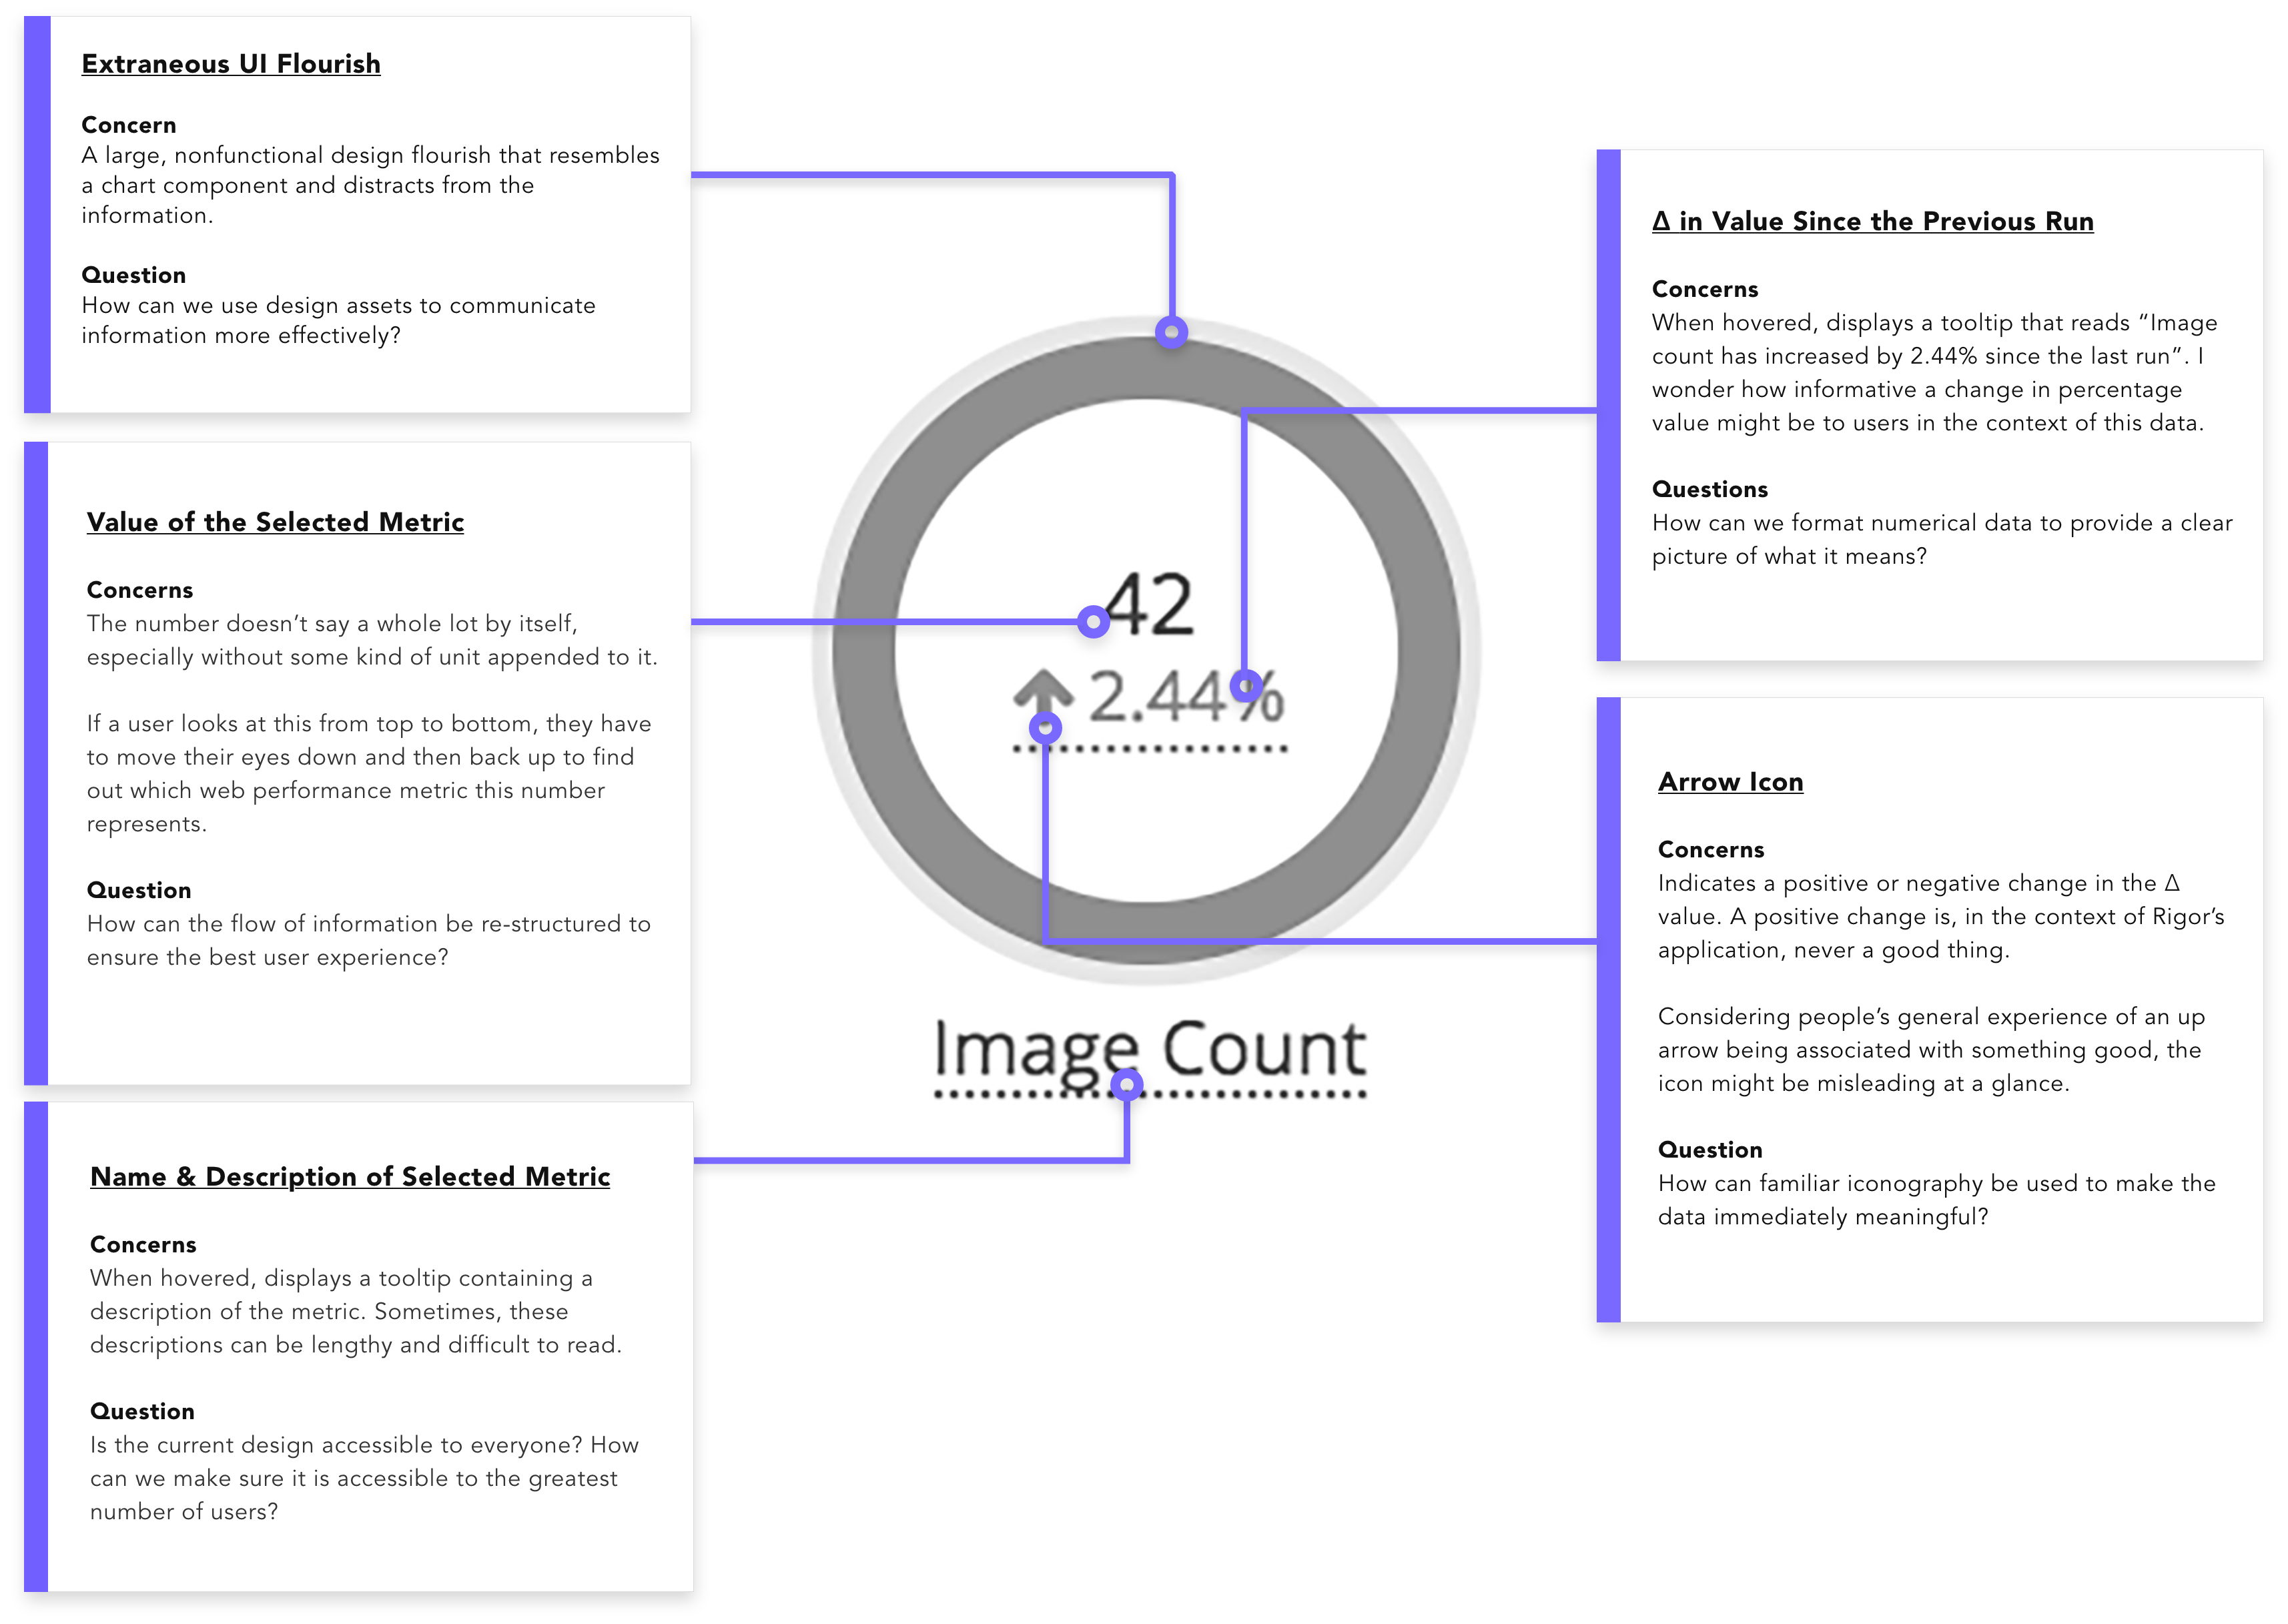 Extraneous UI Flourish
Concern
A large, nonfunctional design flourish that resembles
a chart component and distracts from the
information.
Question
How can we use design assets to communicate
information more effectively?
Value of the Selected Metric
Concerns
The number doesn’t say a whole lot by itself,
especially without some kind of unit appended to it.
If a user looks at this from top to bottom, they have
to move their eyes down and then back up to find
out which web performance metric this number
represents.
Question
How can the flow of information be re-structured to
ensure the best user experience?
Name & Description of Selected Metric
Concerns
When hovered, displays a tooltip containing a
description of the metric. Sometimes, these
descriptions can be lengthy and difficult to read.
Question
Is the current design accessible to everyone? How
can we make sure it is accessible to the greatest
number of users?
42
2.44%
Image Count
Δ in Value Since the Previous Run
Concerns
When hovered, displays a tooltip that reads “Image
count has increased by 2.44% since the last run”. I
wonder how informative a change in percentage
value might be to users in the context of this data.
Questions
How can we format numerical data to provide a clear
picture of what it means?
Arrow Icon
Concerns
Indicates a positive or negative change in the Δ
value. A positive change is, in the context of Rigor’s
application, never a good thing.
Considering people’s general experience of an up
arrow being associated with something good, the
icon might be misleading at a glance.
Question
How can familiar iconography be used to make the
data immediately meaningful?